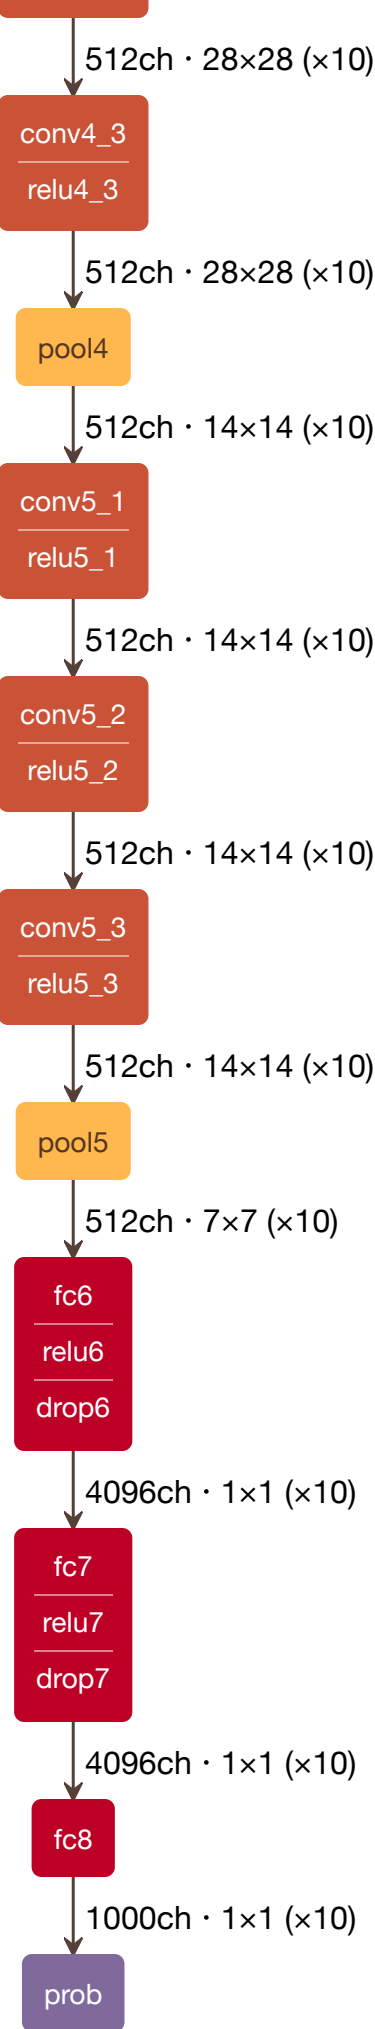 512ch · 28×28 (×10)
conv4_3
relu4_3
512ch · 28×28 (×10)
pool4
512ch · 14×14 (×10)
conv5_1
relu5_1
512ch · 14×14 (×10)
conv5_2
relu5_2
512ch · 14×14 (×10)
conv5_3
relu5_3
512ch · 14×14 (×10)
pool5
512ch · 7×7 (×10)
fc6
relu6
drop6
4096ch · 1×1 (×10)
fc7
relu7
drop7
4096ch · 1×1 (×10)
fc8
1000ch · 1×1 (×10)
prob